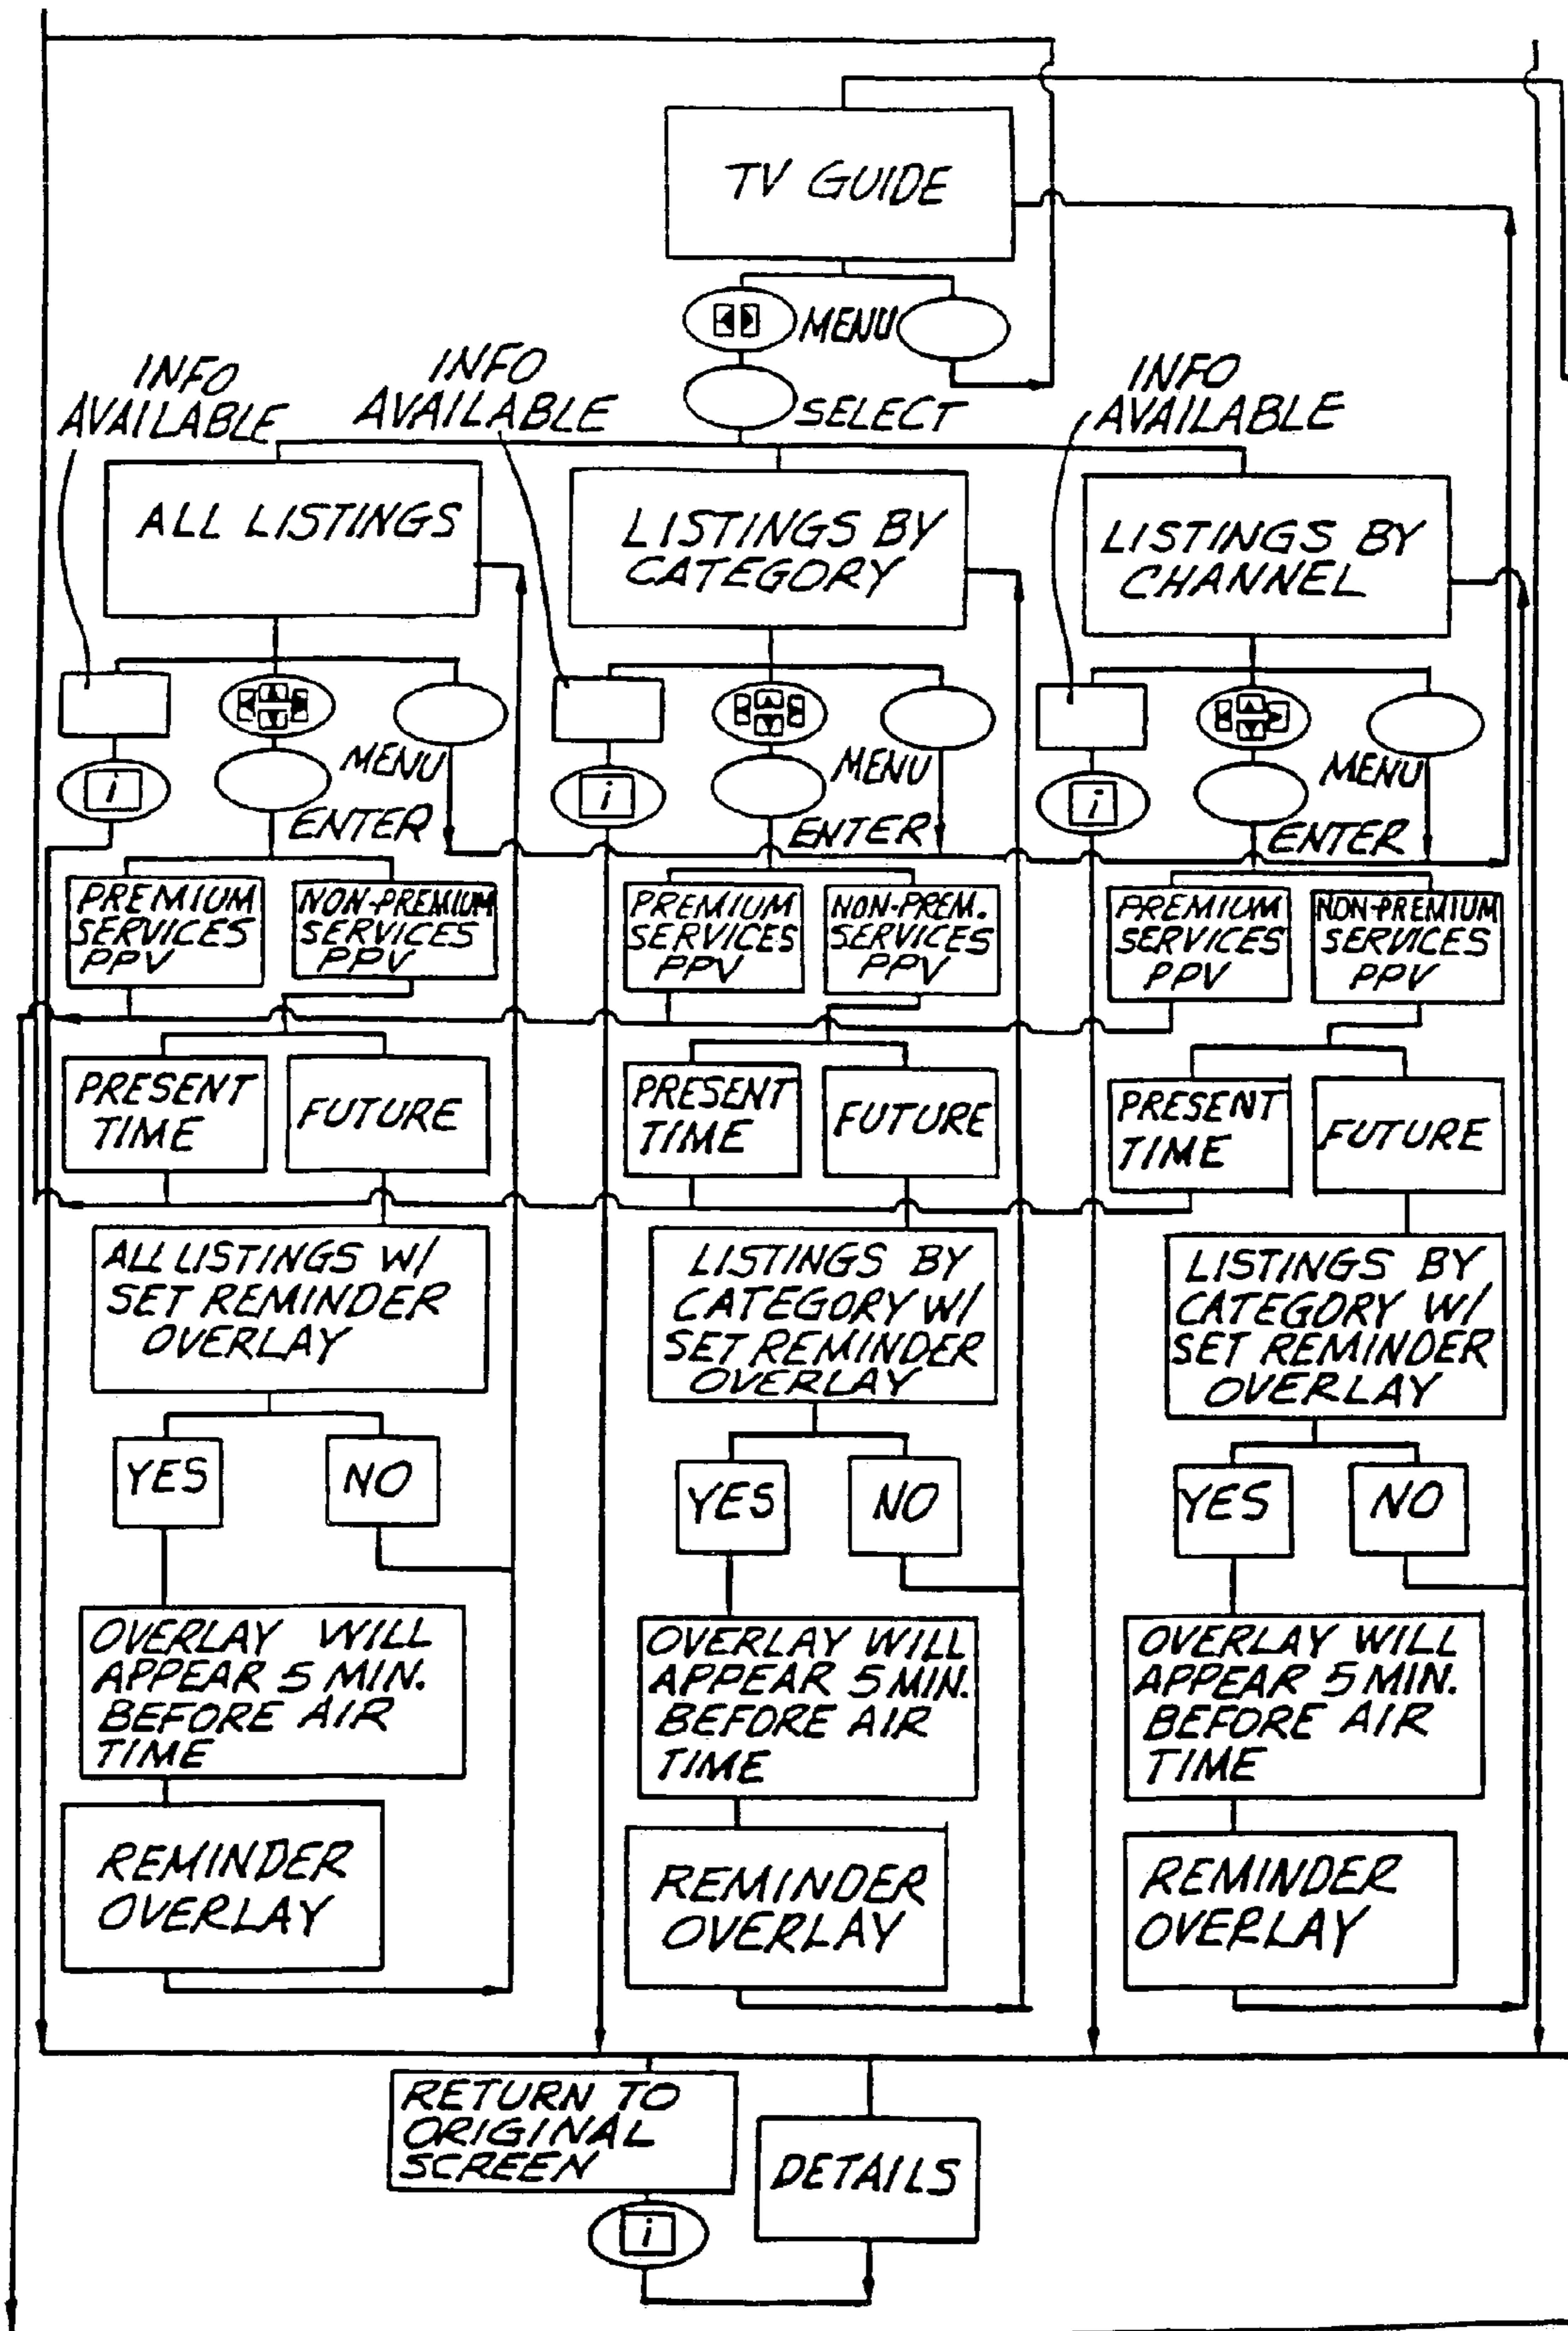 TV GUIDE
MENU
SELECT
INFO
AVAILABLE
INFO
AVAILABLE
INFO
AVAILABLE
ALL LISTINGS
LISTINGS BY
CATEGORY
LISTINGS BY
CHANNEL
i
MENU
ENTER
i
MENU
ENTER
i
MENU
ENTER
PREMIUM
SERVICES
PPV
NON-PREMIUM
SERVICES
PPV
PREMIUM
SERVICES
PPV
NON-PREM.
SERVICES
PPV
PREMIUM
SERVICES
PPV
NON-PREMIUM
SERVICES
PPV
PRESENT
TIME
FUTURE
PRESENT
TIME
FUTURE
PRESENT
TIME
FUTURE
ALL LISTINGS W/
SET REMINDER
OVERLAY
LISTINGS BY
CATEGORY W/
SET REMINDER
OVERLAY
LISTINGS BY
CATEGORY W/
SET REMINDER
OVERLAY
YES
NO
YES
NO
YES
NO
OVERLAY WILL
APPEAR 5 MIN.
BEFORE AIR
TIME
OVERLAY WILL
APPEAR 5 MIN.
BEFORE AIR
TIME
OVERLAY WILL
APPEAR 5 MIN.
BEFORE AIR
TIME
REMINDER
OVERLAY
REMINDER
OVERLAY
REMINDER
OVERLAY
RETURN TO
ORIGINAL
SCREEN
i
DETAILS